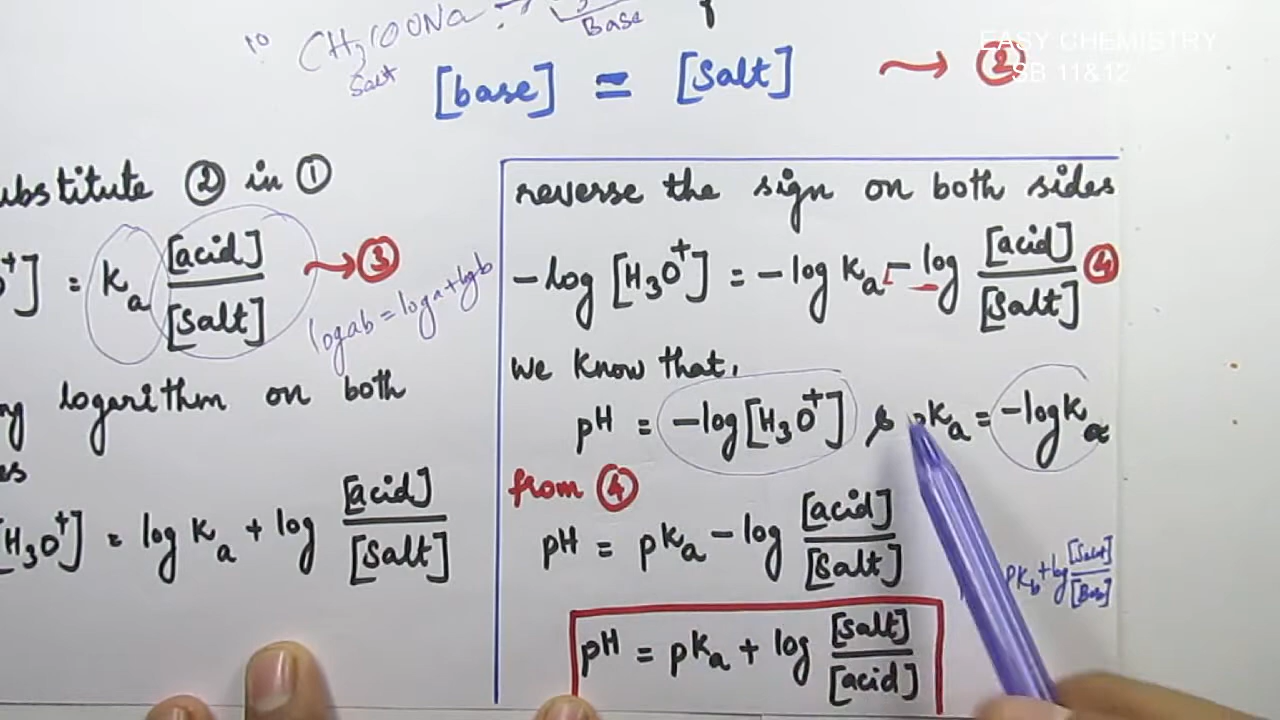 CH3COONa
Salt
Base
EASY CHEMISTRY
SB 11&12
[base] = [Salt] → ②
ubstitute ② in ①
+] = Ka [acid]/[Salt] → ③
log ab = log a + log b
logarithm on both
es
[H3O+] = log Ka + log [acid]/[Salt]
reverse the sign on both sides
-log [H3O+] = -log Ka - log [acid]/[Salt] ④
we know that,
pH = -log [H3O+] & pKa = -log Ka
from ④
pH = pKa - log [acid]/[Salt]
PKb + log [Salt]/[Base]
pH = pKa + log [Salt]/[acid]